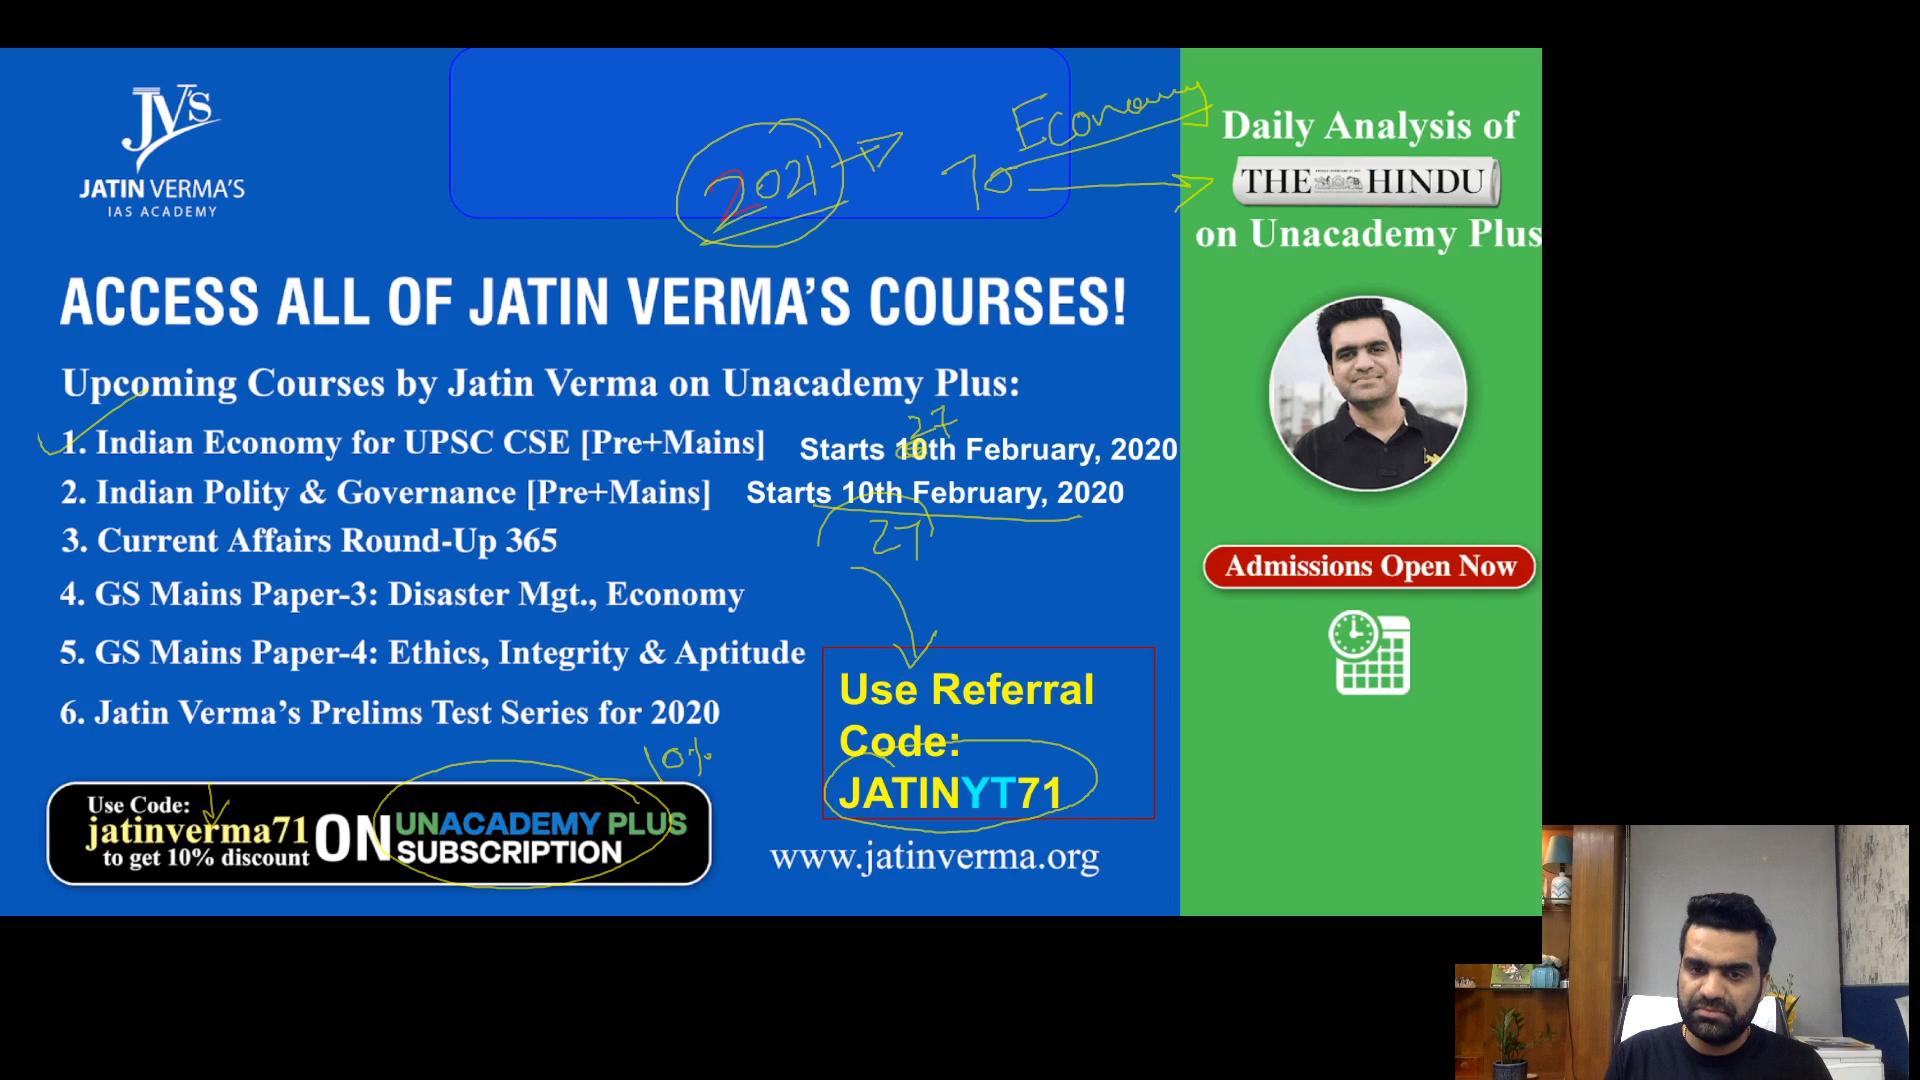 JV's
JATIN VERMA'S
IAS ACADEMY
2021
Economy
70
ACCESS ALL OF JATIN VERMA'S COURSES!
Upcoming Courses by Jatin Verma on Unacademy Plus:
27
1. Indian Economy for UPSC CSE [Pre+Mains] Starts 10th February, 2020
2. Indian Polity & Governance [Pre+Mains] Starts 10th February, 2020
27
3. Current Affairs Round-Up 365
4. GS Mains Paper-3: Disaster Mgt., Economy
5. GS Mains Paper-4: Ethics, Integrity & Aptitude
6. Jatin Verma's Prelims Test Series for 2020
10%
Use Code:
jatinverma71
to get 10% discount
ON
UNACADEMY PLUS
SUBSCRIPTION
Use Referral
Code:
JATINYT71
www.jatinverma.org
Daily Analysis of
THE HINDU
on Unacademy Plus
Admissions Open Now